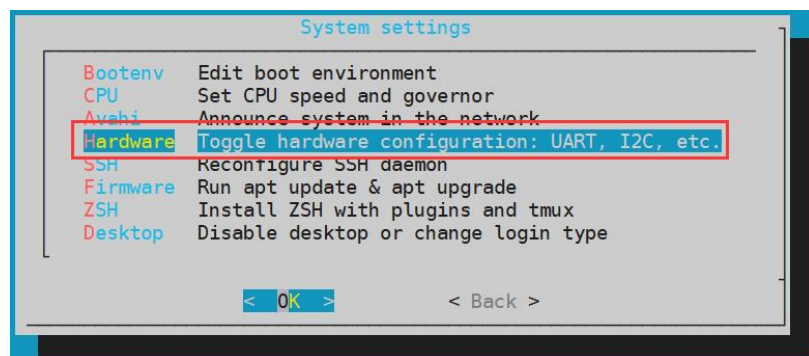 System settings
Bootenv Edit boot environment
CPU Set CPU speed and governor
Avahi Announce system in the network
Hardware Toggle hardware configuration: UART, I2C, etc.
SSH Reconfigure SSH daemon
Firmware Run apt update & apt upgrade
ZSH Install ZSH with plugins and tmux
Desktop Disable desktop or change login type
< OK > < Back >